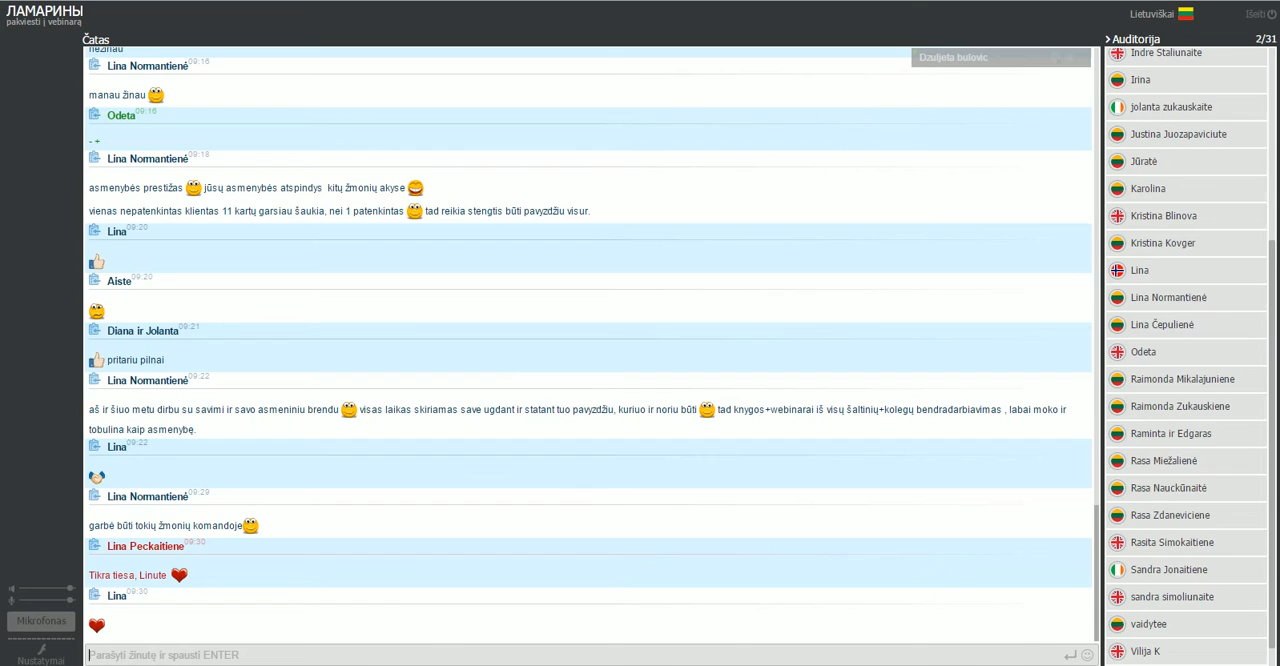 ЛАМАРИНЫ
pakviesti į vebinarą
Lietuviškai
Išeiti
Čatas
Auditorija
2/31
nežinau
Dzuljeta bulovic
Lina Normantienė 09:16
manau žinau
Odeta 09:16
- +
Lina Normantienė 09:18
asmenybės prestižas jūsų asmenybės atspindys kitų žmonių akyse
vienas nepatenkintas klientas 11 kartų garsiau šaukia, nei 1 patenkintas tad reikia stengtis būti pavyzdžiu visur.
Lina 09:20
Aiste 09:20
Diana ir Jolanta 09:21
pritariu pilnai
Lina Normantienė 09:22
aš ir šiuo metu dirbu su savimi ir savo asmeniniu brendu visas laikas skiriamas save ugdant ir statant tuo pavyzdžiu, kuriuo ir noriu būti tad knygos+webinarai iš visų šaltinių+kolegų bendradarbiavimas , labai moko ir
tobulina kaip asmenybę.
Lina 09:22
Lina Normantienė 09:29
garbė būti tokių žmonių komandoje
Lina Peckaitiene 09:30
Tikra tiesa, Linute
Lina 09:30
Parašyti žinutę ir spausti ENTER
Mikrofonas
Nustatymai
Indre Staliunaite
Irina
jolanta zukauskaite
Justina Juozapaviciute
Jūratė
Karolina
Kristina Blinova
Kristina Kovger
Lina
Lina Normantienė
Lina Čepulienė
Odeta
Raimonda Mikalajuniene
Raimonda Zukauskiene
Raminta ir Edgaras
Rasa Miežalienė
Rasa Nauckūnaitė
Rasa Zdaneviciene
Rasita Simokaitiene
Sandra Jonaitiene
sandra simoliunaite
vaidytee
Vilija K